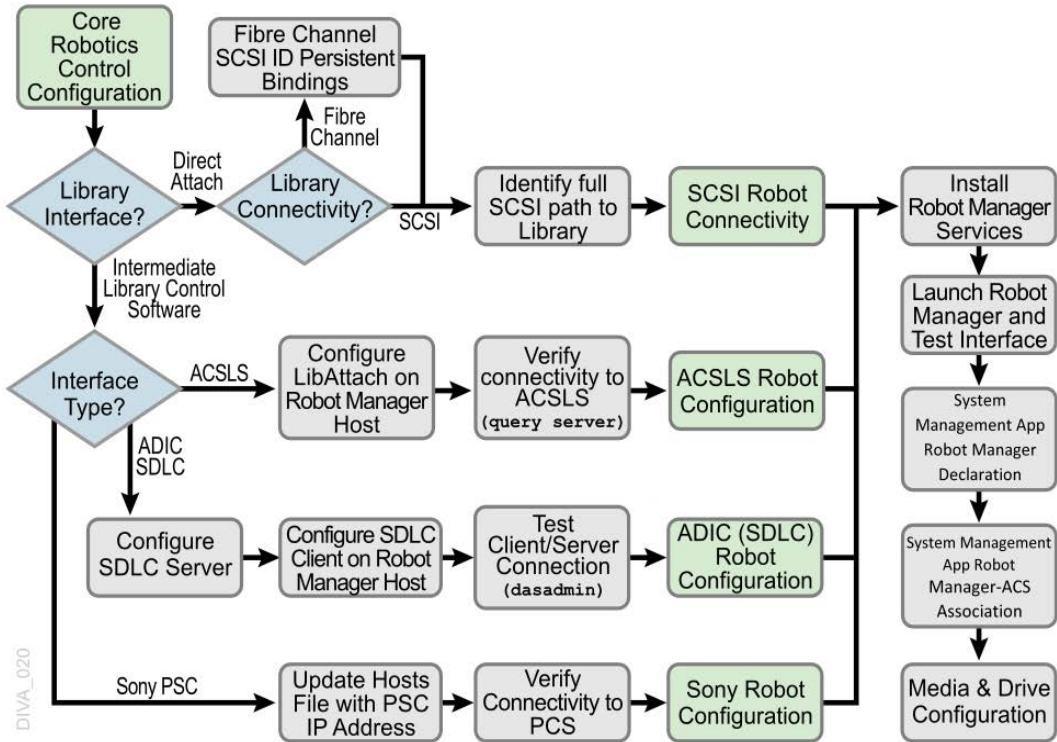 Core
Robotics
Control
Configuration
Fibre Channel
SCSI ID Persistent
Bindings
Fibre
Channel
Direct
Attach
Library
Interface?
Library
Connectivity?
SCSI
Identify full
SCSI path to
Library
SCSI Robot
Connectivity
Install
Robot Manager
Services
Intermediate
Library Control
Software
Launch Robot
Manager and
Test Interface
Interface
Type?
ACSLS
Configure
LibAttach on
Robot Manager
Host
Verify
connectivity to
ACSLS
(query server)
ACSLS Robot
Configuration
System
Management App
Robot Manager
Declaration
ADIC
SDLC
Configure
SDLC Server
Configure SDLC
Client on Robot
Manager Host
Test
Client/Server
Connection
(dasadmin)
ADIC (SDLC)
Robot
Configuration
System Management
App Robot
Manager-ACS
Association
Sony PSC
Update Hosts
File with PSC
IP Address
Verify
Connectivity to
PCS
Sony Robot
Configuration
Media & Drive
Configuration
DIVA_020